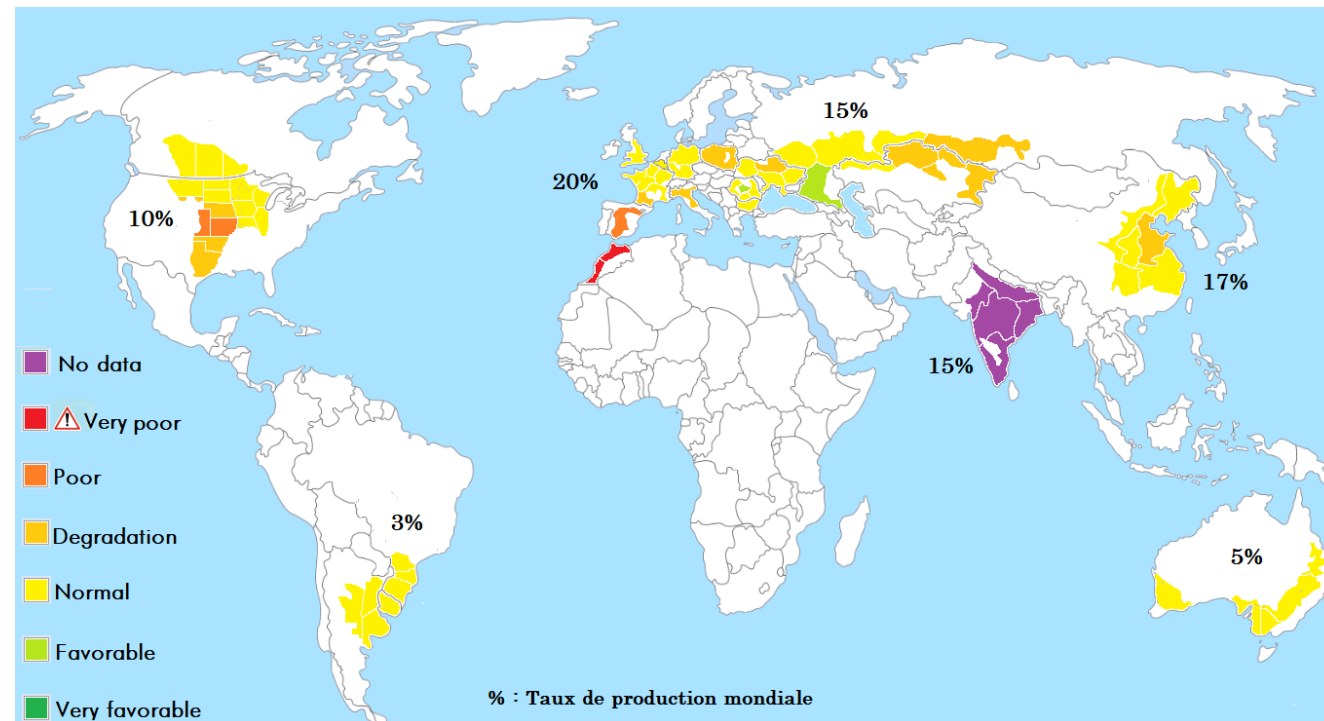 15%
20%
10%
17%
15%
No data
Very poor
Poor
3%
Degradation
5%
Normal
Favorable
% : Taux de production mondiale
Very favorable